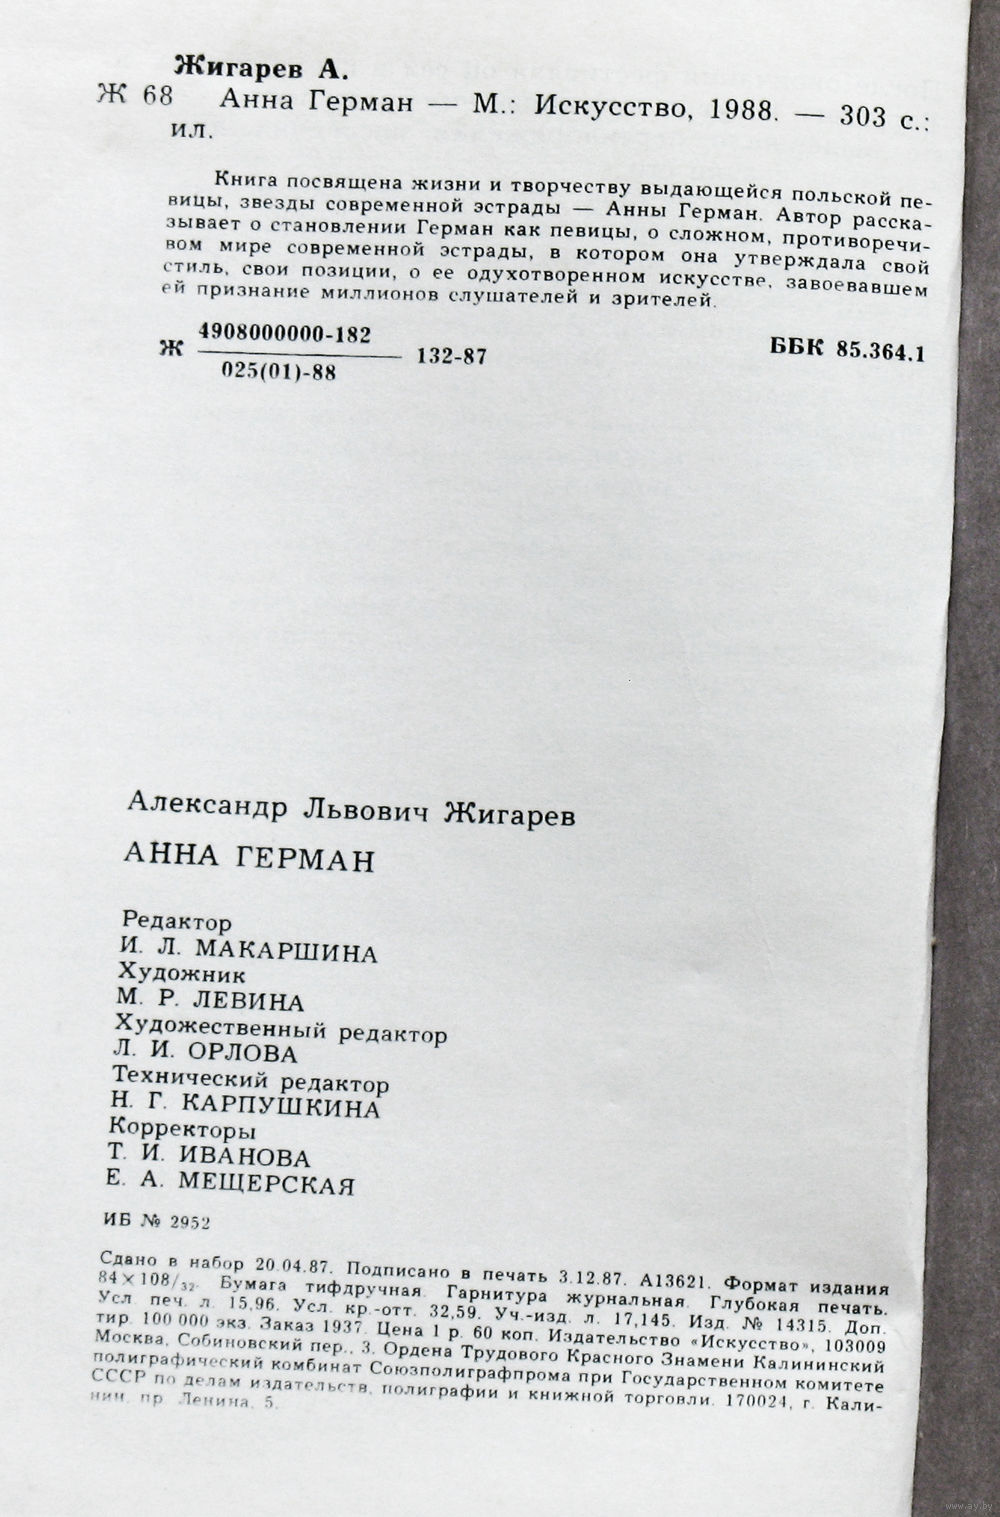 Жигарев А.
Ж 68 Анна Герман — М.: Искусство, 1988. — 303 с.:
ил.
Книга посвящена жизни и творчеству выдающейся польской пе-
вицы, звезды современной эстрады — Анны Герман. Автор расска-
зывает о становлении Герман как певицы, о сложном, противоречи-
вом мире современной эстрады, в котором она утверждала свой
стиль, свои позиции, о ее одухотворенном искусстве, завоевавшем
ей признание миллионов слушателей и зрителей.
4908000000-182
Ж 132-87 ББК 85.364.1
025(01)-88
Александр Львович Жигарев
АННА ГЕРМАН
Редактор
И. Л. МАКАРШИНА
Художник
М. Р. ЛЕВИНА
Художественный редактор
Л. И. ОРЛОВА
Технический редактор
Н. Г. КАРПУШКИНА
Корректоры
Т. И. ИВАНОВА
Е. А. МЕЩЕРСКАЯ
ИБ № 2952
Сдано в набор 20.04.87. Подписано в печать 3.12.87. А13621. Формат издания
84×108/32. Бумага тифдручная. Гарнитура журнальная. Глубокая печать.
Усл. печ. л. 15,96. Усл. кр.-отт. 32,59. Уч.-изд. л. 17,145. Изд. № 14315. Доп.
тир. 100 000 экз. Заказ 1937. Цена 1 р. 60 коп. Издательство «Искусство», 103009
Москва, Собиновский пер., 3. Ордена Трудового Красного Знамени Калининский
полиграфический комбинат Союзполиграфпрома при Государственном комитете
СССР по делам издательств, полиграфии и книжной торговли. 170024, г. Кали-
нин, пр. Ленина, 5.
www.ay.by